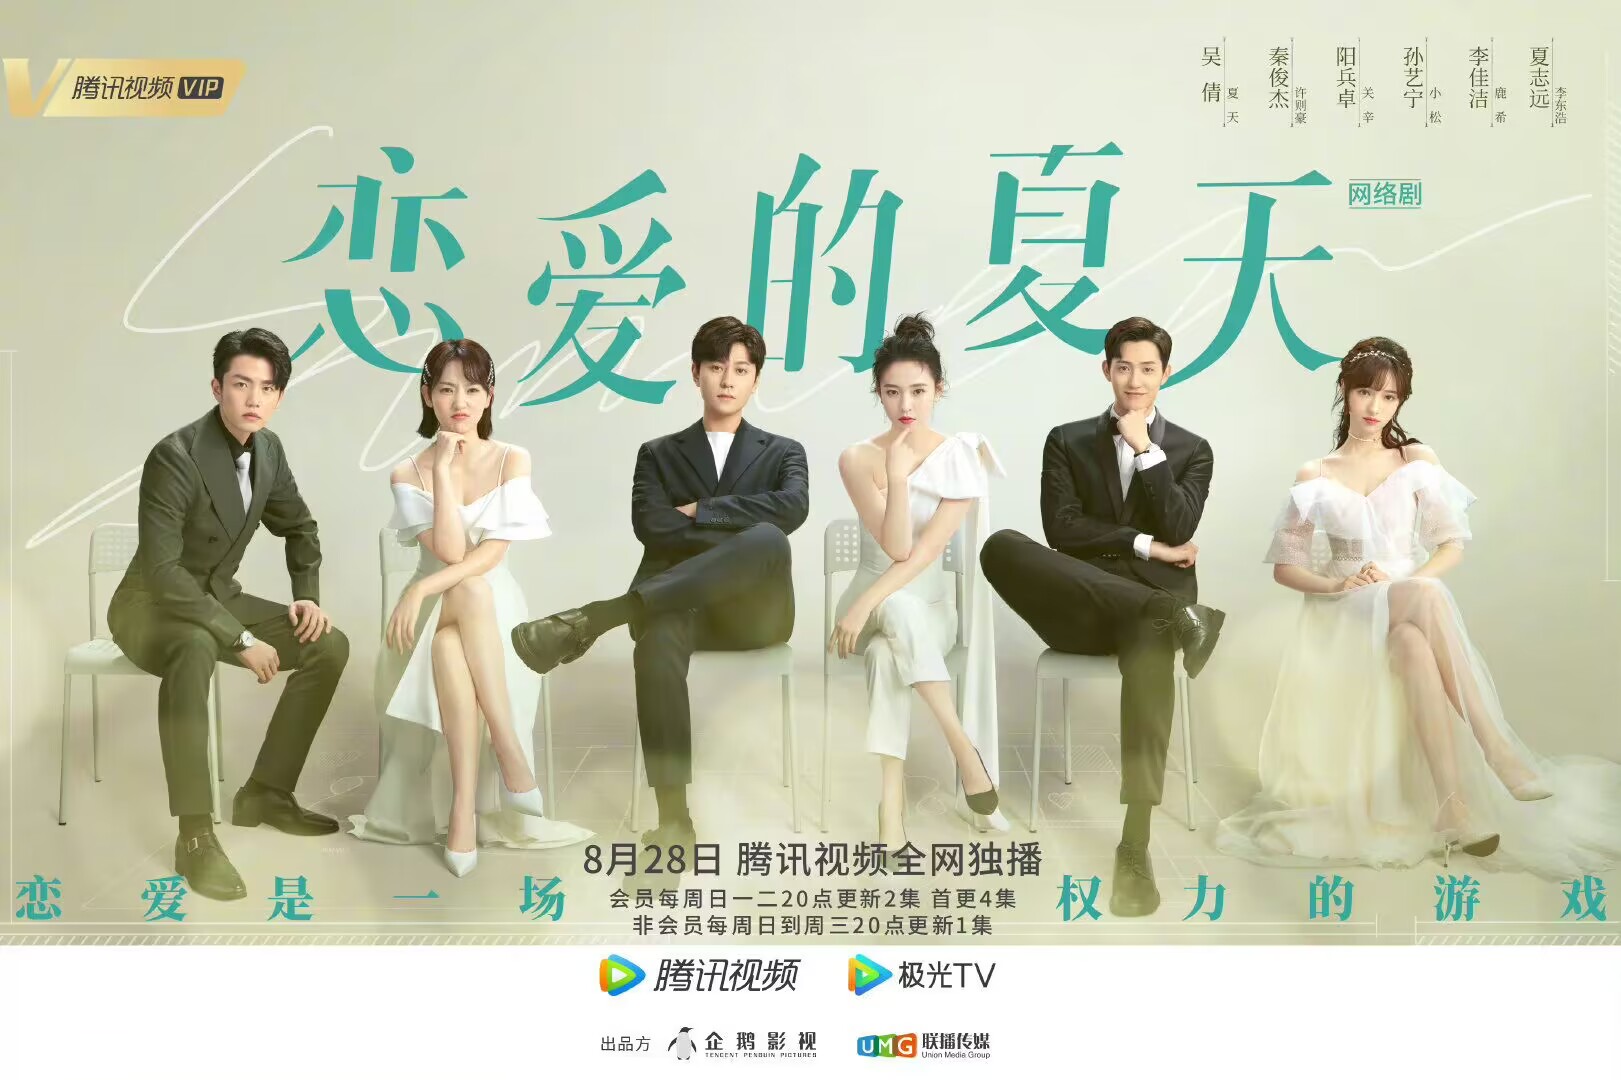 腾讯视频VIP
吴倩 夏天
秦俊杰 许则豪
阳兵卓 关辛
孙艺宁 小松
李佳洁 鹿希
夏志远 李东浩
恋爱的夏天
网络剧
8月28日 腾讯视频全网独播
会员每周日一二20点更新2集 首更4集
非会员每周日到周三20点更新1集
恋爱是一场权力的游戏
腾讯视频 极光TV
出品方 企鹅影视 UMG 联播传媒
TENCENT PENGUIN PICTURES Union Media Group